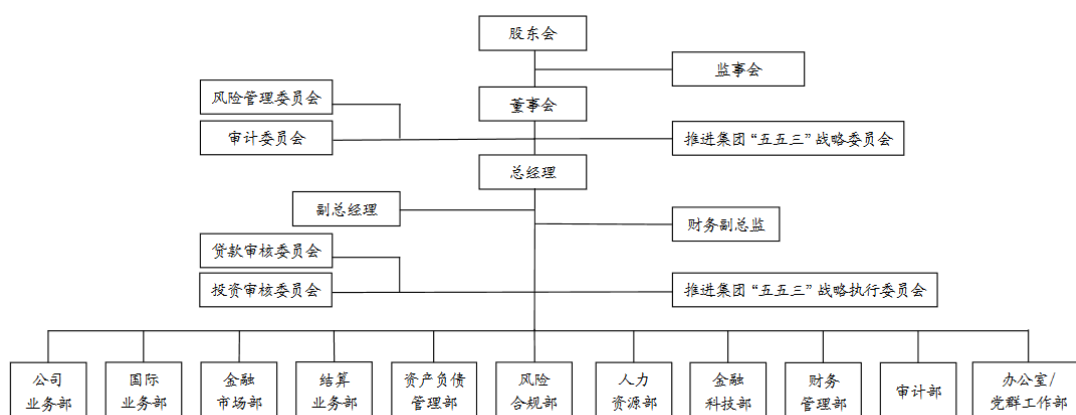 股东会
监事会
风险管理委员会
董事会
审计委员会
推进集团“五五三”战略委员会
总经理
副总经理
财务副总监
贷款审核委员会
投资审核委员会
推进集团“五五三”战略执行委员会
公司
业务部
国际
业务部
金融
市场部
结算
业务部
资产负债
管理部
风险
合规部
人力
资源部
金融
科技部
财务
管理部
审计部
办公室/
党群工作部